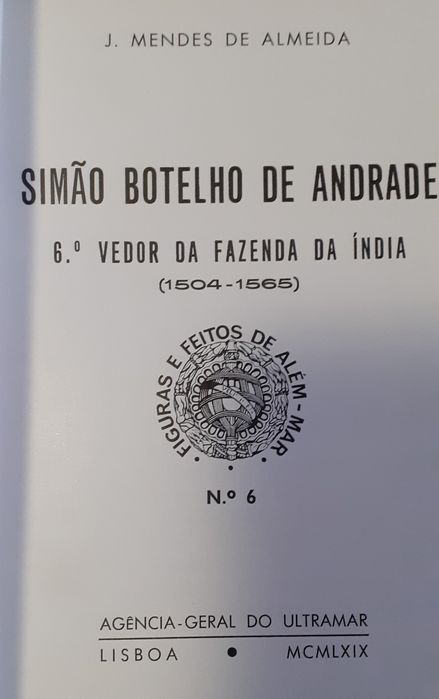 J. MENDES DE ALMEIDA
SIMÃO BOTELHO DE ANDRADE
6.º VEDOR DA FAZENDA DA ÍNDIA
(1504-1565)
• FIGURAS E FEITOS DE ALÉM-MAR •
N.º 6
AGÊNCIA-GERAL DO ULTRAMAR
LISBOA • MCMLXIX